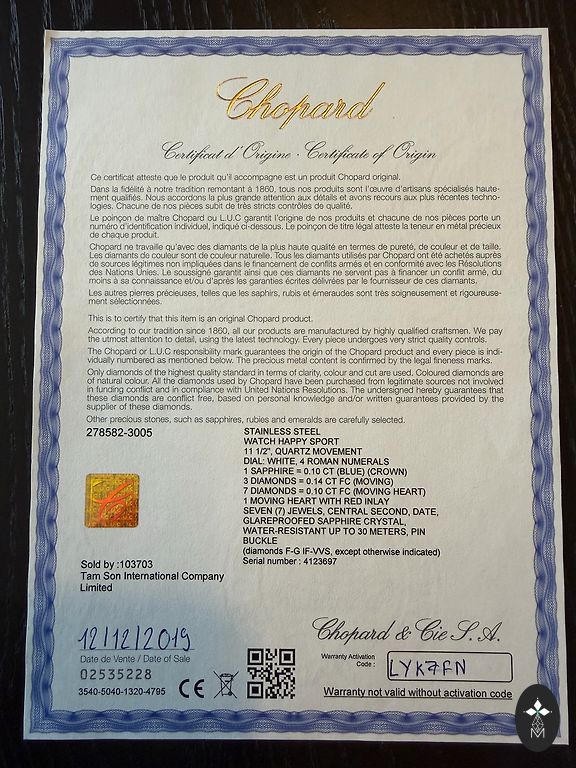 Chopard
Certificat d'Origine · Certificate of Origin
Ce certificat atteste que le produit qu'il accompagne est un produit Chopard original.
Dans la fidélité à notre tradition remontant à 1860, tous nos produits sont l'œuvre d'artisans spécialisés haute-
ment qualifiés. Nous accordons la plus grande attention aux détails et avons recours aux plus récentes techno-
logies. Chacune de nos pièces subit de très stricts contrôles de qualité.
Le poinçon de maître Chopard ou L.U.C garantit l'origine de nos produits et chacune de nos pièces porte un
numéro d'identification individuel, indiqué ci-dessous. Le poinçon de titre légal atteste la teneur en métal précieux
de chaque produit.
Chopard ne travaille qu'avec des diamants de la plus haute qualité en termes de pureté, de couleur et de taille.
Les diamants de couleur sont de couleur naturelle. Tous les diamants utilisés par Chopard ont été achetés auprès
de sources légitimes non impliquées dans le financement de conflits armés et en conformité avec les Résolutions
des Nations Unies. Le soussigné garantit ainsi que ces diamants ne servent pas à financer un conflit armé, du
moins à sa connaissance et/ou d'après les garanties écrites délivrées par le fournisseur de ces diamants.
Les autres pierres précieuses, telles que les saphirs, rubis et émeraudes sont très soigneusement et rigoureuse-
ment sélectionnées.
This is to certify that this item is an original Chopard product.
According to our tradition since 1860, all our products are manufactured by highly qualified craftsmen. We pay
the utmost attention to detail, using the latest technology. Every piece undergoes very strict quality controls.
The Chopard or L.U.C responsibility mark guarantees the origin of the Chopard product and every piece is indi-
vidually numbered as mentioned below. The precious metal content is confirmed by the legal fineness marks.
Only diamonds of the highest quality standard in terms of clarity, colour and cut are used. Coloured diamonds are
of natural colour. All the diamonds used by Chopard have been purchased from legitimate sources not involved
in funding conflict and in compliance with United Nations Resolutions. The undersigned hereby guarantees that
these diamonds are conflict free, based on personal knowledge and/or written guarantees provided by the
supplier of these diamonds.
Other precious stones, such as sapphires, rubies and emeralds are carefully selected.
278582-3005
STAINLESS STEEL
WATCH HAPPY SPORT
11 1/2", QUARTZ MOVEMENT
DIAL: WHITE, 4 ROMAN NUMERALS
1 SAPPHIRE = 0.10 CT (BLUE) (CROWN)
3 DIAMONDS = 0.14 CT FC (MOVING)
7 DIAMONDS = 0.10 CT FC (MOVING HEART)
1 MOVING HEART WITH RED INLAY
SEVEN (7) JEWELS, CENTRAL SECOND, DATE,
GLAREPROOFED SAPPHIRE CRYSTAL,
WATER-RESISTANT UP TO 30 METERS, PIN
BUCKLE
(diamonds F-G IF-VVS, except otherwise indicated)
Serial number : 4123697
Sold by :103703
Tam Son International Company
Limited
12/12/2019
Date de Vente / Date of Sale
02535228
3540-5040-1320-4795 CE
Chopard & Cie S.A.
Warranty Activation
Code :
LYK7FN
Warranty not valid without activation code
M